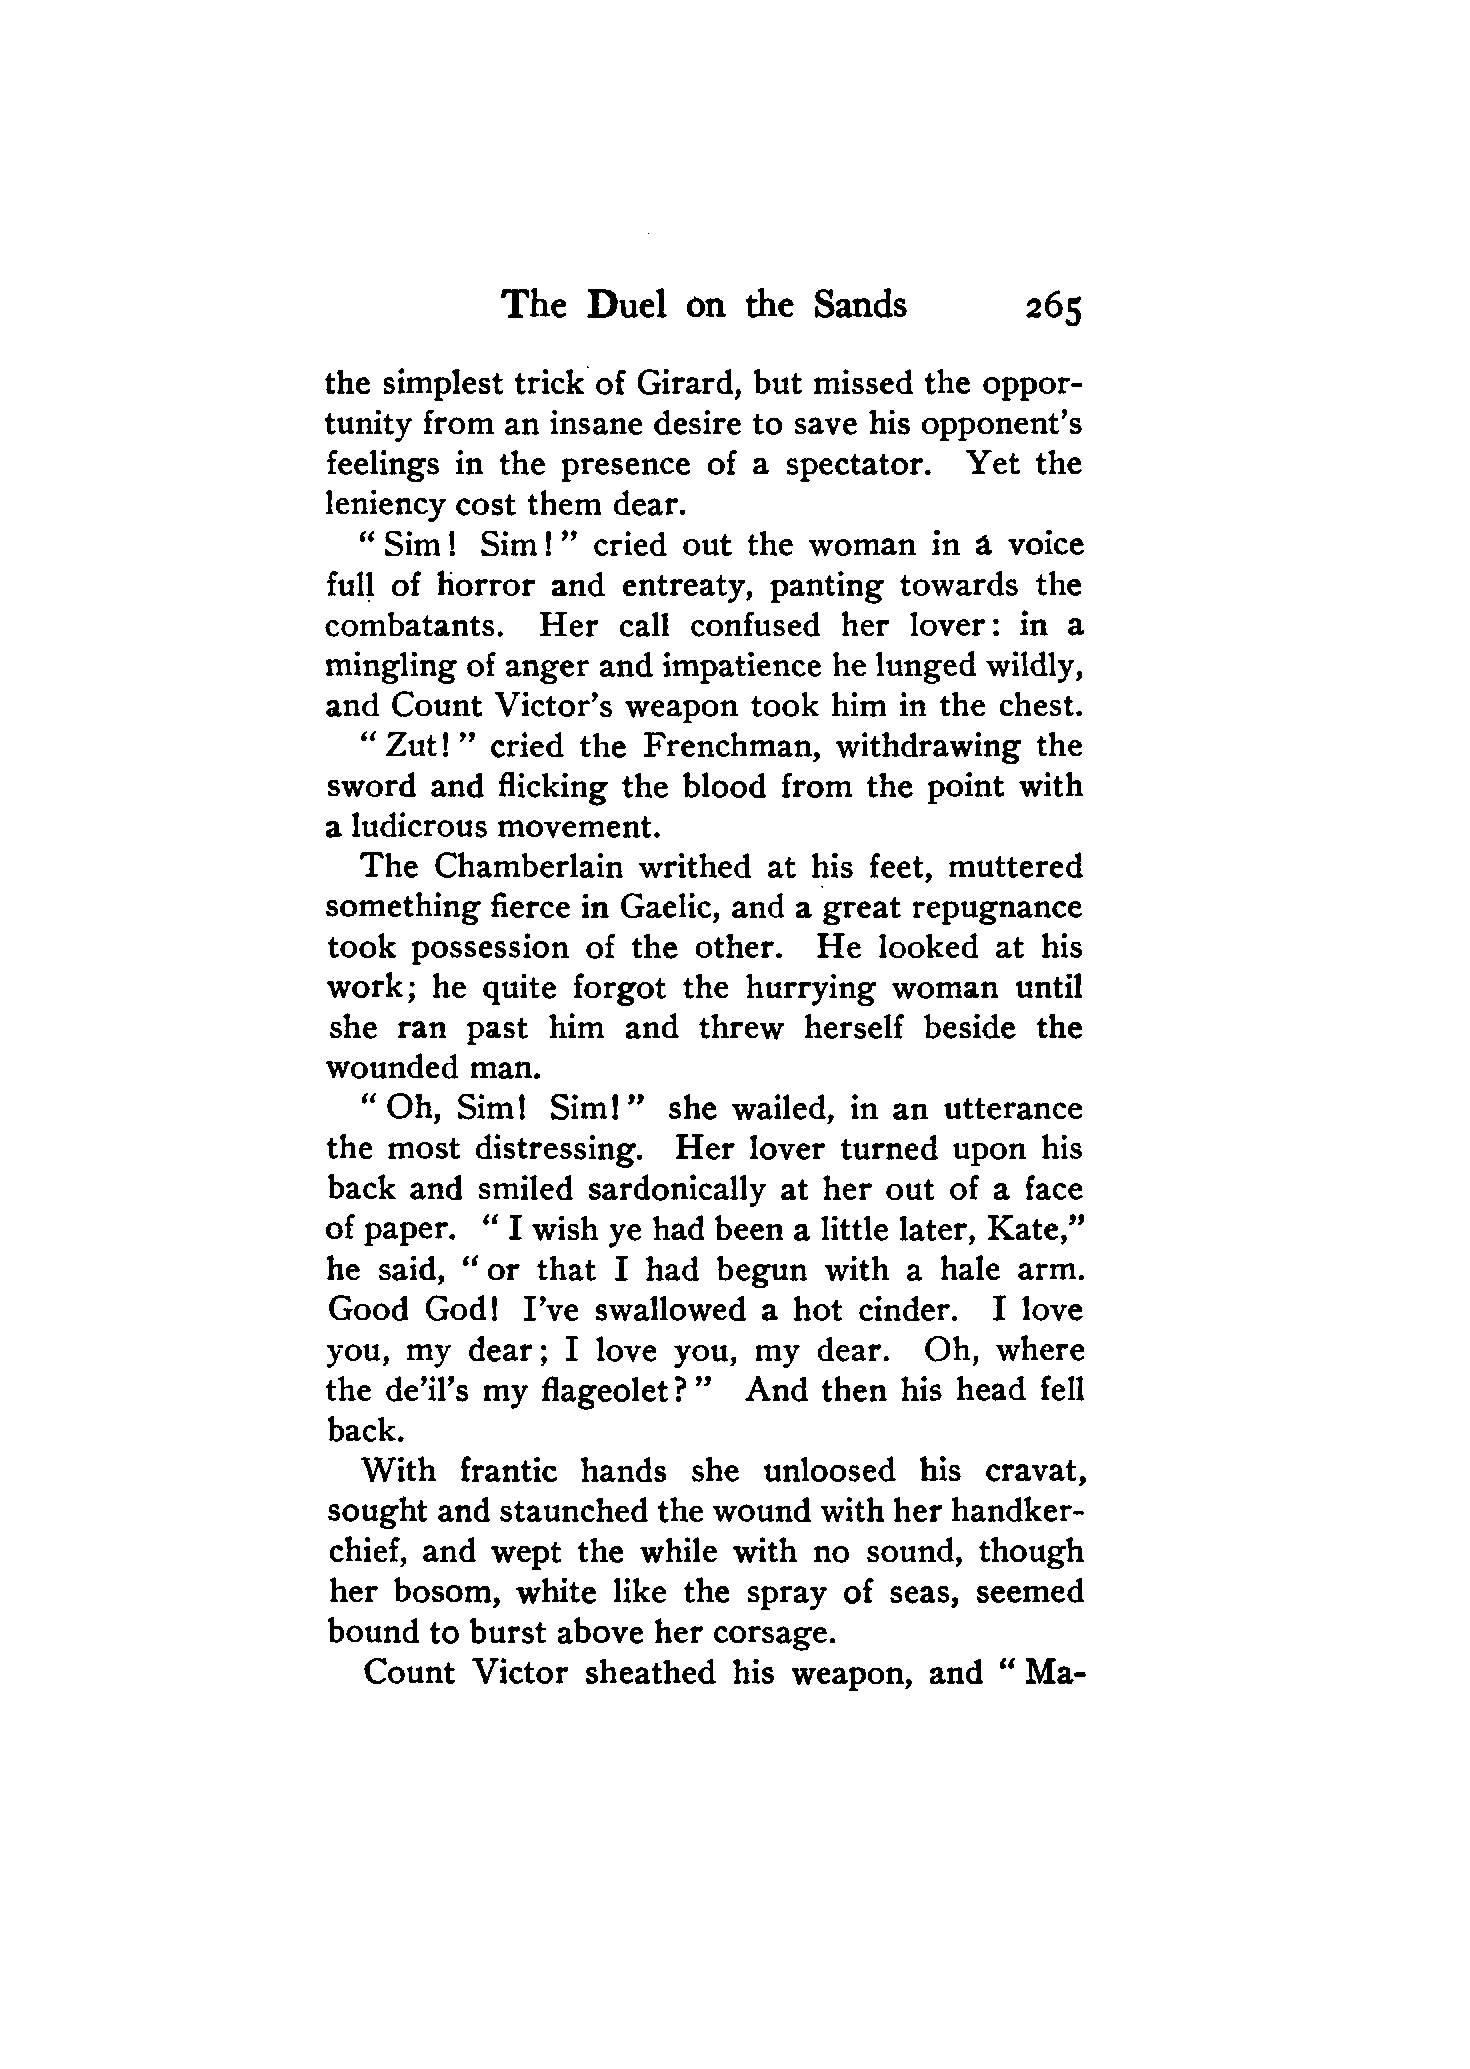 The Duel on the Sands 265
the simplest trick of Girard, but missed the oppor-
tunity from an insane desire to save his opponent's
feelings in the presence of a spectator. Yet the
leniency cost them dear.
"Sim! Sim!" cried out the woman in a voice
full of horror and entreaty, panting towards the
combatants. Her call confused her lover: in a
mingling of anger and impatience he lunged wildly,
and Count Victor's weapon took him in the chest.
"Zut!" cried the Frenchman, withdrawing the
sword and flicking the blood from the point with
a ludicrous movement.
The Chamberlain writhed at his feet, muttered
something fierce in Gaelic, and a great repugnance
took possession of the other. He looked at his
work; he quite forgot the hurrying woman until
she ran past him and threw herself beside the
wounded man.
"Oh, Sim! Sim!" she wailed, in an utterance
the most distressing. Her lover turned upon his
back and smiled sardonically at her out of a face
of paper. "I wish ye had been a little later, Kate,"
he said, "or that I had begun with a hale arm.
Good God! I've swallowed a hot cinder. I love
you, my dear; I love you, my dear. Oh, where
the de'il's my flageolet?" And then his head fell
back.
With frantic hands she unloosed his cravat,
sought and staunched the wound with her handker-
chief, and wept the while with no sound, though
her bosom, white like the spray of seas, seemed
bound to burst above her corsage.
Count Victor sheathed his weapon, and "Ma-